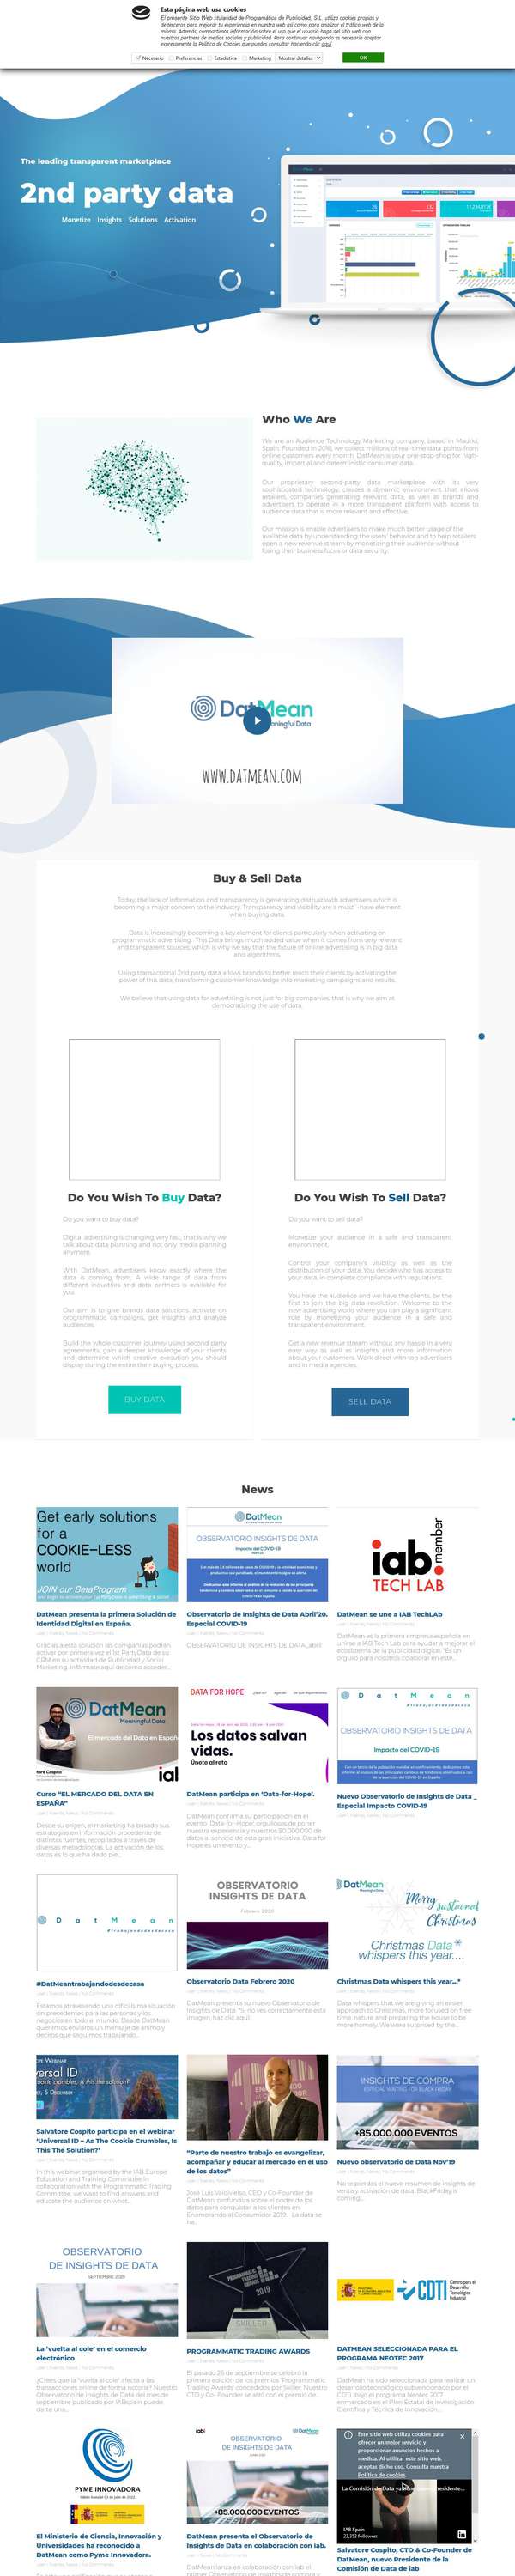 Esta página web usa cookies
El presente Sitio Web titularidad de Programática de Publicidad, S.L. utiliza cookies propias y
de terceros para mejorar tu experiencia en nuestra web así como para analizar el tráfico web de la
misma. Además, compartimos información sobre el uso que el usuario haga del sitio web con
nuestros partners de medios sociales y publicidad. Para continuar navegando es necesario aceptar
expresamente la Política de Cookies que puedes consultar haciendo clic aquí
Necesario Preferencias Estadística Marketing Mostrar detalles OK
The leading transparent marketplace
2nd party data
Monetize Insights Solutions Activation
Who We Are
We are an Audience Technology Marketing company, based in Madrid,
Spain. Founded in 2016, we collect millions of real-time data points from
online customers every month. DatMean is your one-stop-shop for high-
quality, impartial and deterministic consumer data.
Our proprietary second-party data marketplace with its very
sophisticated technology, creates a dynamic environment that allows
retailers, companies generating relevant data, as well as brands and
advertisers to operate in a more transparent platform with access to
audience data that is more relevant and effective.
Our mission is enable advertisers to make much better usage of the
available data by understanding the users' behavior and to help retailers
open a new revenue stream by monetizing their audience without
losing their business focus or data security.
DatMean
aningful Data
WWW.DATMEAN.COM
Buy & Sell Data
Today, the lack of information and transparency is generating distrust with advertisers which is
becoming a major concern to the industry. Transparency and visibility are a must - have element
when buying data.
Data is increasingly becoming a key element for clients particularly when activating on
programmatic advertising. This Data brings much added value when it comes from very relevant
and transparent sources, which is why we say that the future of online advertising is in big data
and algorithms.
Using transactional 2nd party data allows brands to better reach their clients by activating the
power of this data, transforming customer knowledge into marketing campaigns and results.
We believe that using data for advertising is not just for big companies, that is why we aim at
democratising the use of data.
Do You Wish To Buy Data?
Do you want to buy data?
Digital advertising is changing very fast, that is why we
talk about data planning and not only media planning
anymore.
With DatMean, advertisers know exactly where the
data is coming from. A wide range of data from
different industries and data partners is available for
you.
Our aim is to give brands data solutions, activate on
programmatic campaigns, get insights and analyze
audiences.
Build the whole customer journey using second party
agreements, gain a deeper knowledge of your clients
and determine which creative execution you should
display during the entire their buying process.
BUY DATA
Do You Wish To Sell Data?
Do you want to sell data?
Monetize your audience in a safe and transparent
environment.
Control your company's visibility as well as the
distribution of your data. You decide who has access to
your data, in complete compliance with regulations.
You have the audience and we have the clients, be the
first to join the big data revolution. Welcome to the
new advertising world where you can play a significant
role by monetizing your audience in a safe and
transparent environment.
Get a new revenue stream without any hassle in a very
easy way as well as insights and more information
about your customers. Work direct with top advertisers
and in media agencies.
SELL DATA
News
Get early solutions
for a
COOKIE-LESS
world
JOIN our BetaProgram
DatMean presenta la primera Solución de
Identidad Digital en España.
Gracias a esta solución las compañías podrán
activar por primera vez el 1st PartyData de su
CRM en su actividad de Publicidad y Social
Marketing. Infórmate aquí de cómo acceder...
DatMean
OBSERVATORIO INSIGHTS DE DATA
Impacto del COVID-19
Observatorio de Insights de Data Abril'20.
Especial COVID-19
OBSERVATORIO DE INSIGHTS DE DATA_abril
iab.
member
TECH LAB
DatMean se une a IAB TechLAb
DatMean es la primera empresa española en
unirse a IAB Tech Lab para ayudar a mejorar el
ecosistema de la publicidad digital. "Es un
orgullo para nosotros colaborar en esta...
DatMean
Meaningful Data
El mercado del Dato en España
ore Cospito
ial
Curso "EL MERCADO DEL DATA EN
ESPAÑA"
Desde su origen, el marketing ha basado sus
estrategias en información procedente de
distintas fuentes, recopilados a través de
diversas metodologías. La activación de los
datos es lo que ha dado pie...
DATA FOR HOPE
Los datos salvan
vidas.
Únete al reto
DatMean participa en 'Data-for-Hope'.
DatMean confirma su participación en el
evento 'Data for Hope', orgullosos de poner
nuestra experiencia y nuestros 90.000.000 de
datos al servicio de esta gran iniciativa. Data for
Hope es un evento y...
DatMean
#trabajandodesdecasa
OBSERVATORIO INSIGHTS DE DATA
Impacto del COVID-19
Nuevo Observatorio de Insights de Data _
Especial Impacto COVID-19
DatMean
#trabajandodesdecasa
#DatMeantrabajandodesdecasa
Estamos atravesando una dificilísima situación
sin precedentes para las personas y los
negocios en todo el mundo. Desde DatMean
queremos enviaros un mensaje de ánimo y
deciros que seguimos trabajando...
OBSERVATORIO
INSIGHTS DE DATA
Febrero 2020
Observatorio Data Febrero 2020
DatMean presenta su nuevo Observatorio de
Insights de Data. *Si no ves correctamente esta
imagen, haz clic aquí
DatMean
Merry sustainal
Christmas
Christmas Data*
whispers this year....
Christmas Data whispers this year...*
Data whispers that we are giving an easier
approach to Christmas, more focused on free
time, nature and preparing the house to be
more homely. We were surprised by the...
pe Webinar
versal ID
ookie crumbles, is this the solution?
5 December
Salvatore Cospito participa en el webinar
'Universal ID – As The Cookie Crumbles, Is
This The Solution?'
In this webinar organised by the IAB Europe
Education and Training Committee in
collaboration with the Programmatic Trading
Committee, we want to find answers and
educate the audience on what...
"Parte de nuestro trabajo es evangelizar,
acompañar y educar al mercado en el uso
de los datos"
José Luis Valdivielso, CEO y Co-Founder de
DatMean, profundiza sobre el poder de los
datos para conquistar a los clientes en
Enamorando al Consumidor 2019. La data se
ha...
INSIGHTS DE COMPRA
ESPECIAL WAITING FOR BLACK FRIDAY
+85.000.000 EVENTOS
Nuevo observatorio de Data Nov'19
No te pierdas el nuevo resumen de insights de
venta y activación de data. BlackFriday is
coming...
OBSERVATORIO
DE INSIGHTS DE DATA
SEPTIEMBRE 2019
La 'vuelta al cole' en el comercio
electrónico
¿Crees que la "vuelta al cole" afecta a las
transacciones online de forma notoria? Nuestro
Observatorio de Insights de Data del mes de
septiembre publicado por IABSpain puede
darte una...
2019
PROGRAMMATIC TRADING AWARDS
El pasado 26 de septiembre se celebró la
primera edición de los premios 'Programmatic
Trading Awards' concedidos por Skiller. Nuestro
CTO y Co- Founder se alzó con el premio de...
CDTI
Centro para el
Desarrollo
Tecnológico
Industrial
DATMEAN SELECCIONADA PARA EL
PROGRAMA NEOTEC 2017
DatMean ha sido seleccionada para realizar un
desarrollo tecnológico subvencionado por el
CDTI bajo el programa Neotec 2017
enmarcado en el Plan Estatal de Investigación
Científica y Técnica de Innovación...
PYME INNOVADORA
Válido hasta el 01 de julio de 2022
El Ministerio de Ciencia, Innovación y
Universidades ha reconocido a
DatMean como Pyme Innovadora.
iab!
DatMean
OBSERVATORIO
DE INSIGHTS DE DATA
+85.000.000 EVENTOS
DatMean presenta el Observatorio de
Insights de Data en colaboración con iab.
DatMean lanza en colaboración con Iab el
Este sitio web utiliza cookies para
ofrecer un mejor servicio y
proporcionar anuncios hechos a
medida. Al utilizar este sitio web,
aceptas dicho uso. Consulta nuestra
Política de cookies.
IAB Spain
23,351 followers
Salvatore Cospito, CTO & Co-Founder de
DatMean, nuevo Presidente de la
Comisión de Data de iab